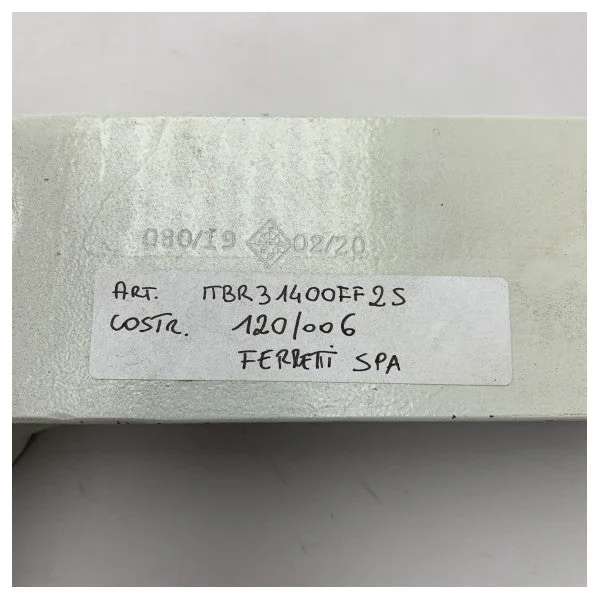 080/19 02/20
ART. ITBR31400FF2S
COSTR. 120/006
FERRETTI SPA